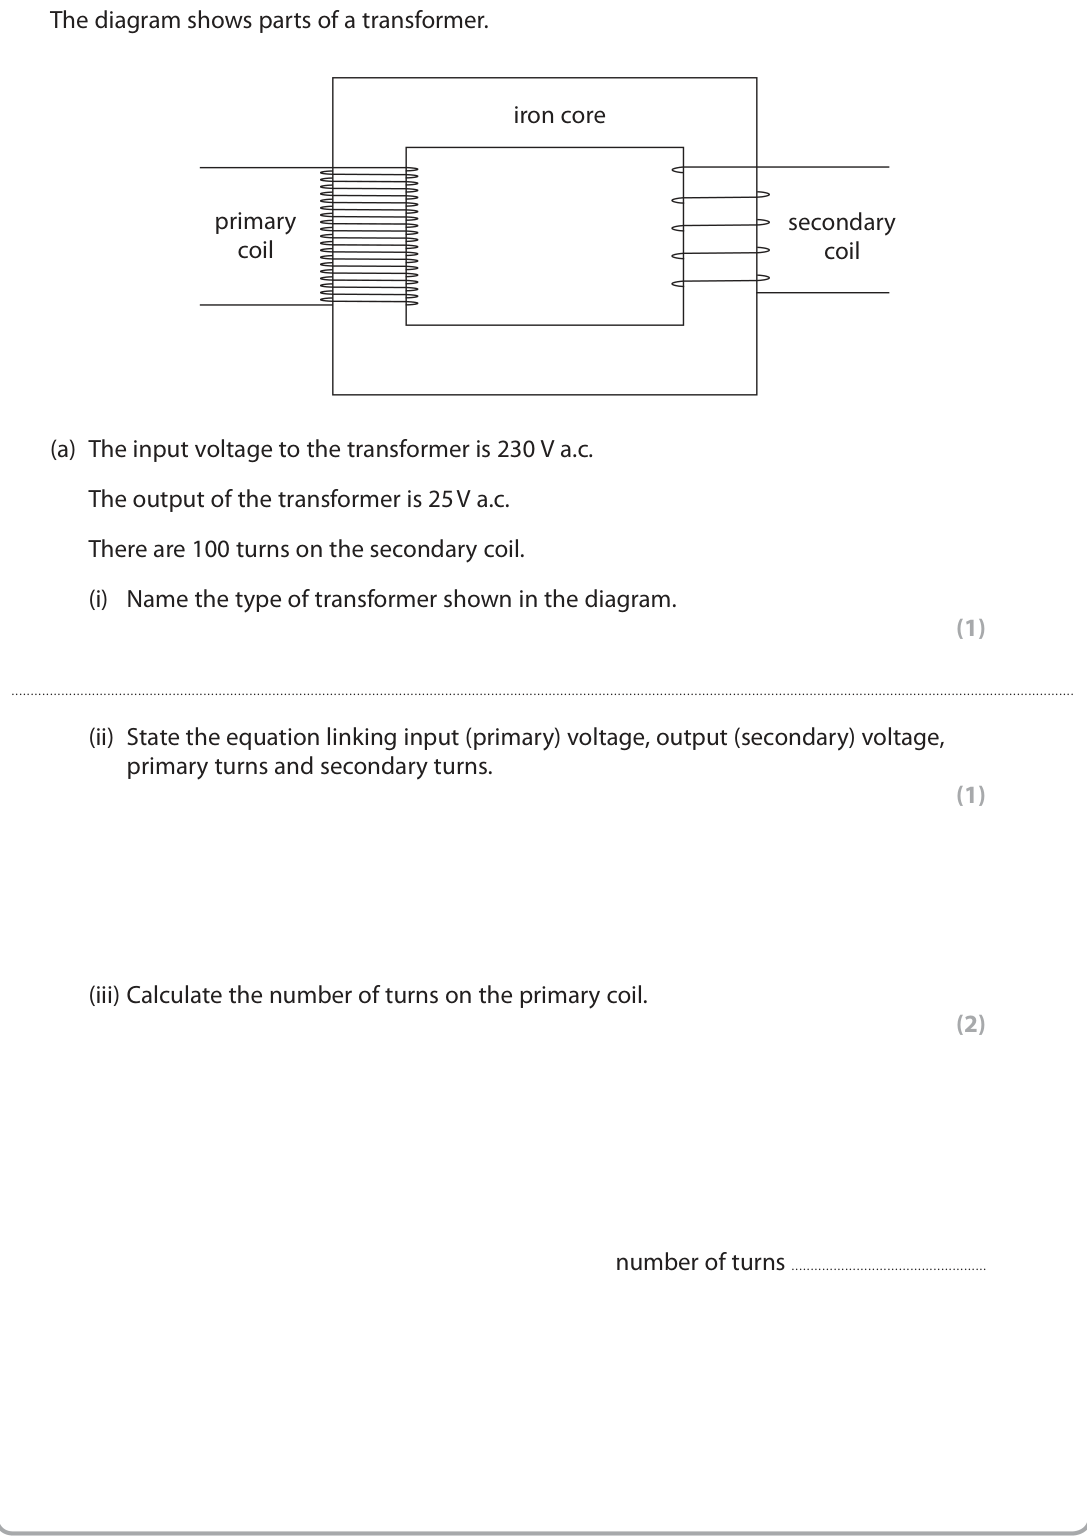 The diagram shows parts of a transformer.
iron core
primary
coil
secondary
coil
(a) The input voltage to the transformer is 230 V a.c.
The output of the transformer is 25 V a.c.
There are 100 turns on the secondary coil.
(i) Name the type of transformer shown in the diagram.
(1)
(ii) State the equation linking input (primary) voltage, output (secondary) voltage,
primary turns and secondary turns.
(1)
(iii) Calculate the number of turns on the primary coil.
(2)
number of turns